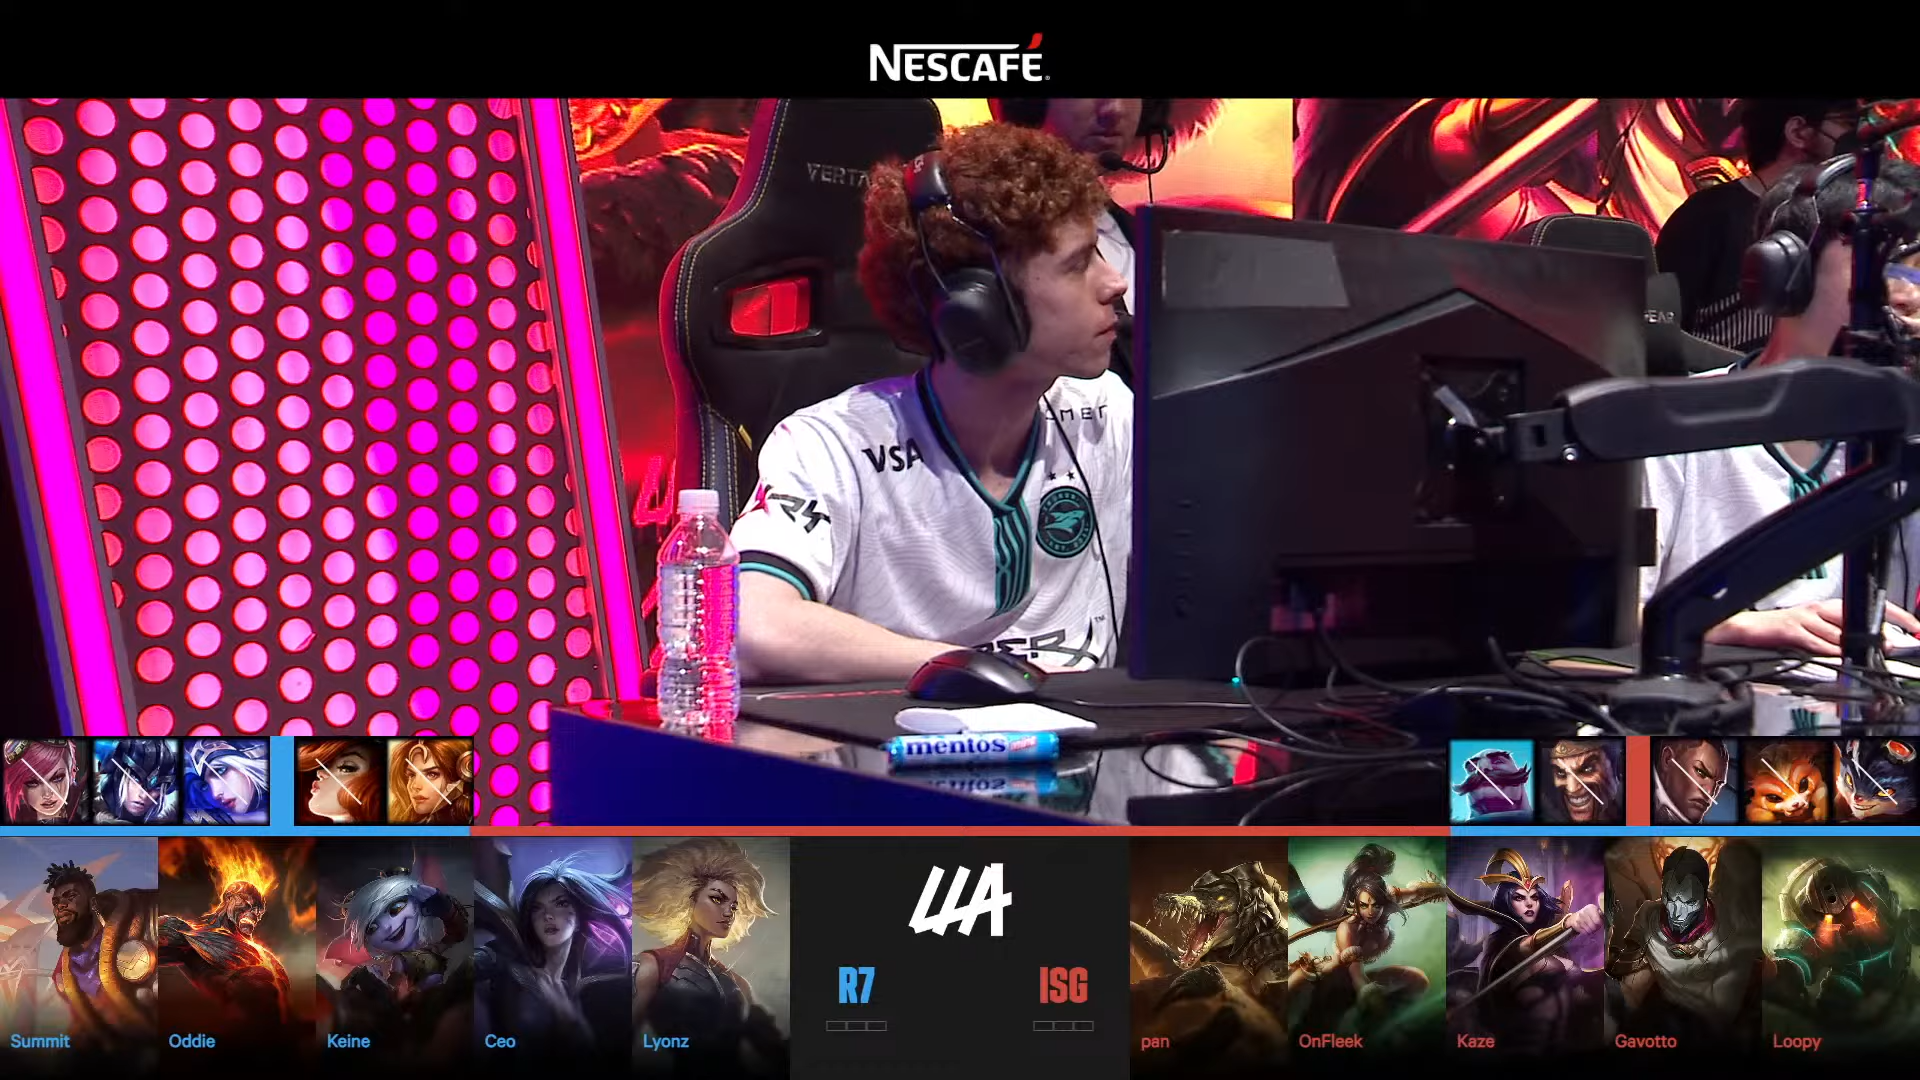 NESCAFÉ
VERTA
VSA
mentos
LLA
R7
ISG
Summit
Oddie
Keine
Ceo
Lyonz
pan
OnFleek
Kaze
Gavotto
Loopy